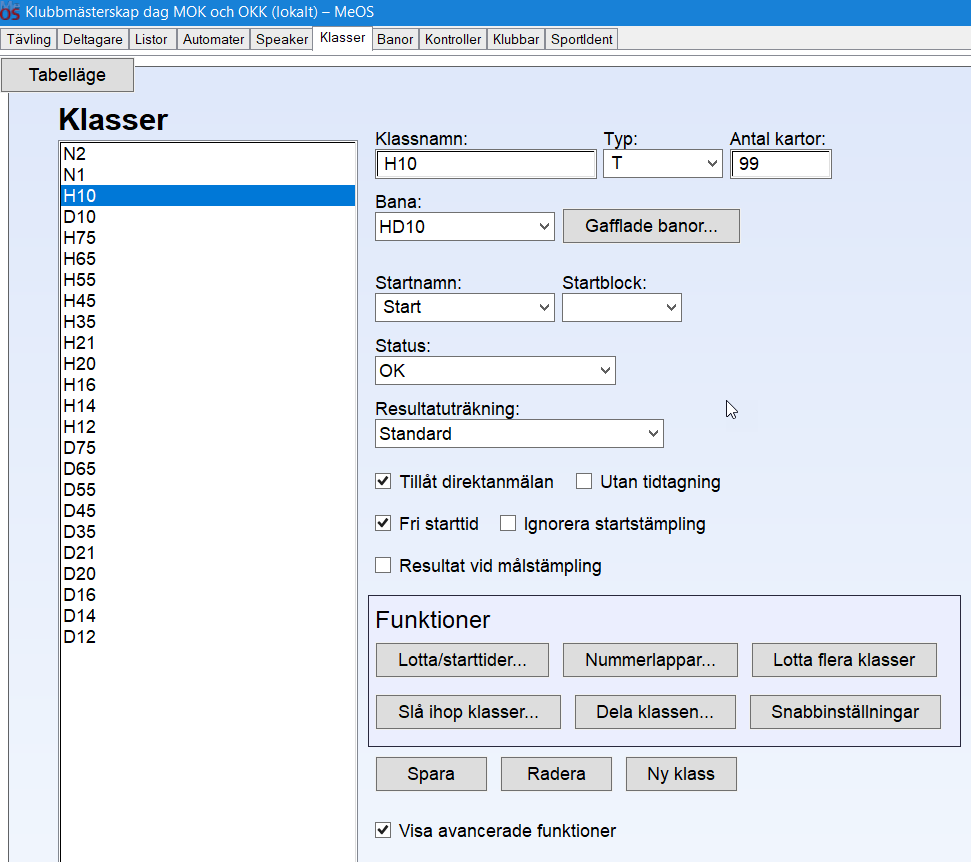 Klubbmästerskap dag MOK och OKK (lokalt) – MeOS
Tävling Deltagare Listor Automater Speaker Klasser Banor Kontroller Klubbar SportIdent
Tabelläge
Klasser
N2
N1
H10
D10
H75
H65
H55
H45
H35
H21
H20
H16
H14
H12
D75
D65
D55
D45
D35
D21
D20
D16
D14
D12
Klassnamn: Typ: Antal kartor:
H10 T 99
Bana:
HD10 Gafflade banor...
Startnamn: Startblock:
Start
Status:
OK
Resultatuträkning:
Standard
Tillåt direktanmälan Utan tidtagning
Fri starttid Ignorera startstämpling
Resultat vid målstämpling
Funktioner
Lotta/starttider... Nummerlappar... Lotta flera klasser
Slå ihop klasser... Dela klassen... Snabbinställningar
Spara Radera Ny klass
Visa avancerade funktioner